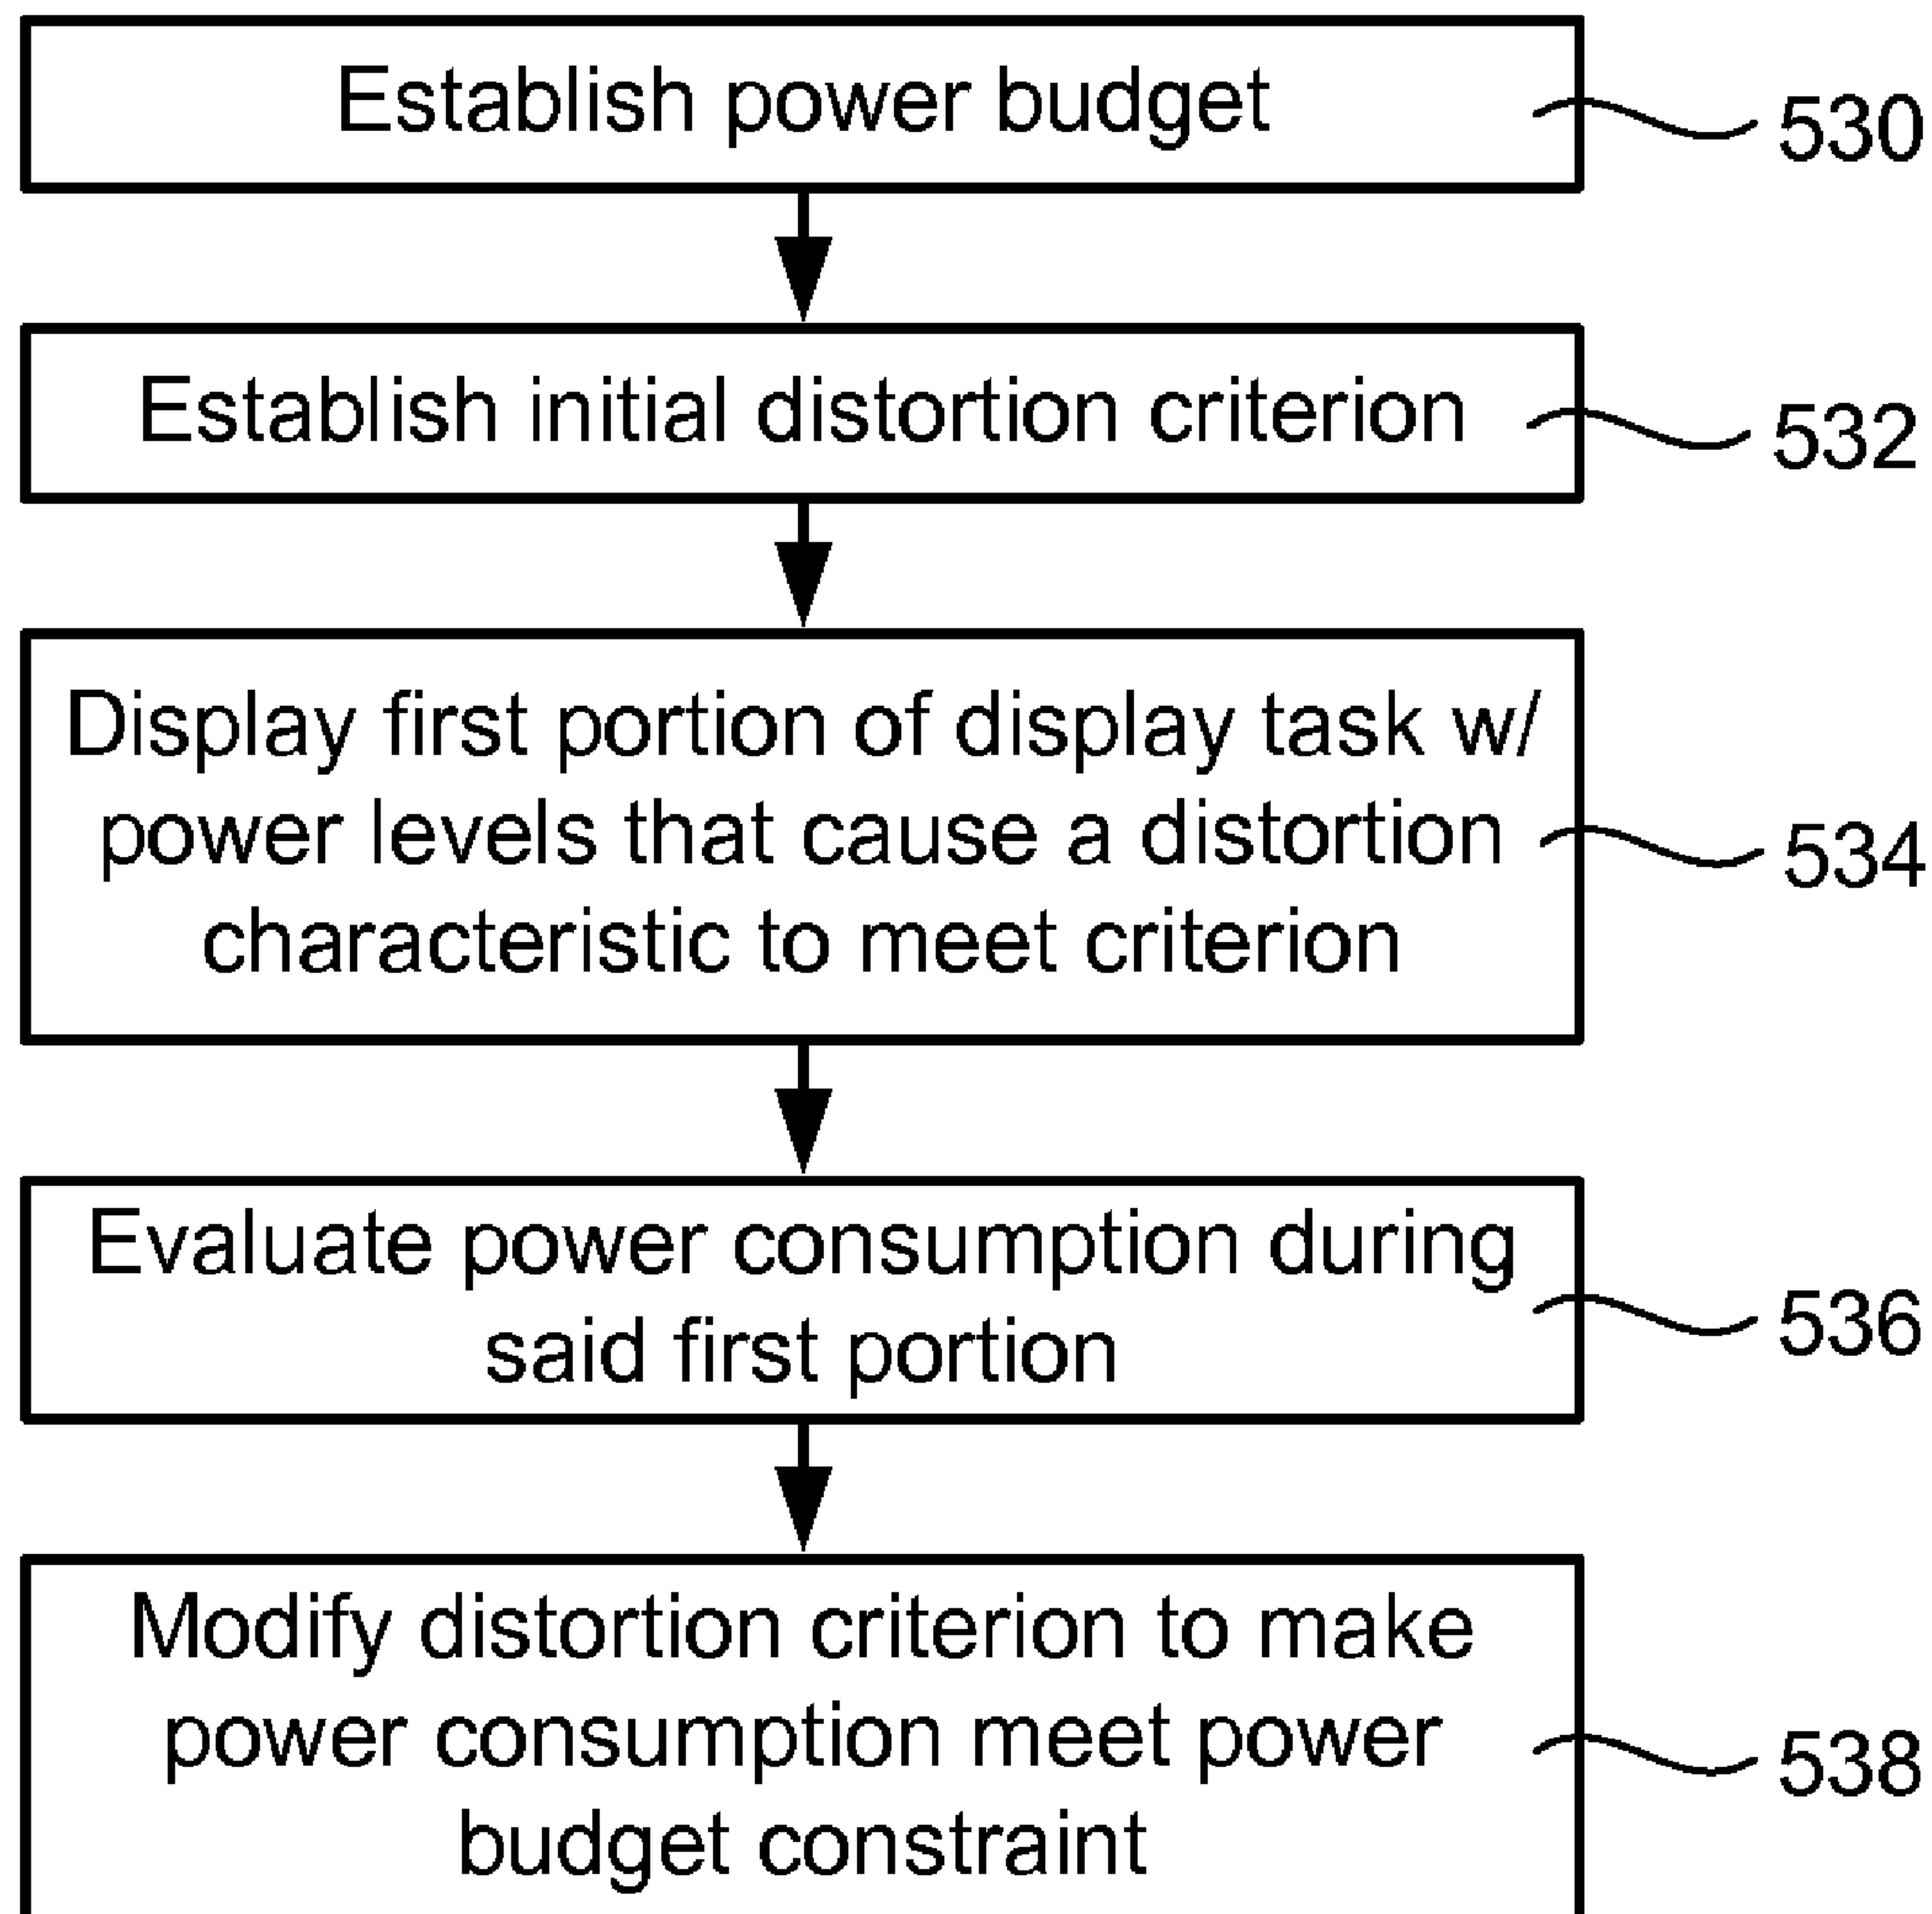 Establish power budget
530
Establish initial distortion criterion
532
Display first portion of display task w/
power levels that cause a distortion
534
characteristic to meet criterion
Evaluate power consumption during
536
said first portion
Modify distortion criterion to make
power consumption meet power
538
budget constraint